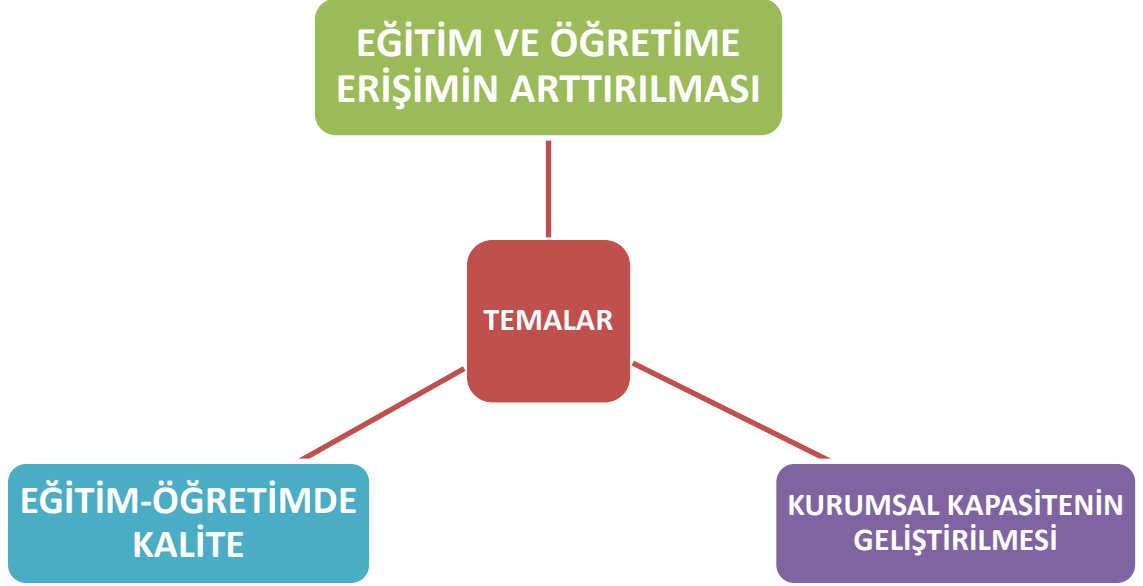 EĞİTİM VE ÖĞRETİME
ERİŞİMİN ARTTIRILMASI
TEMALAR
EĞİTİM-ÖĞRETİMDE
KALİTE
KURUMSAL KAPASİTENİN
GELİŞTİRİLMESİ